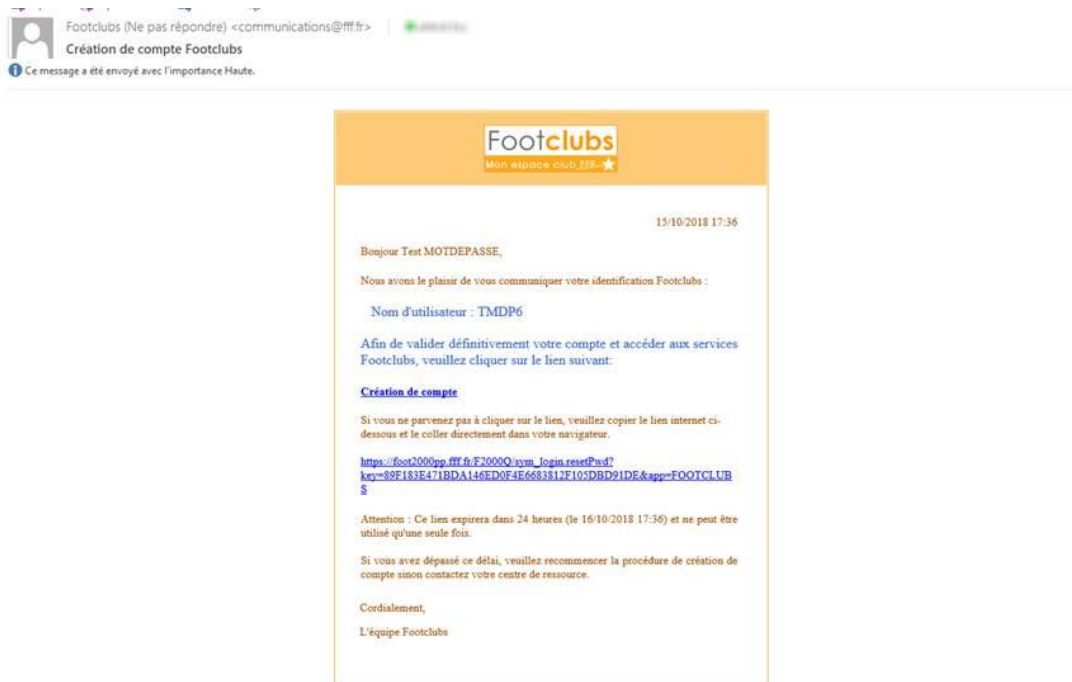 Footclubs (Ne pas répondre) <communications@fff.fr>
Création de compte Footclubs
Ce message a été envoyé avec l'importance Haute.
Footclubs
Mon espace club FFF
15/10/2018 17:36
Bonjour Test MOTDEPASSE,
Nous avons le plaisir de vous communiquer votre identification Footclubs :
Nom d'utilisateur : TMDP6
Afin de valider définitivement votre compte et accéder aux services
Footclubs, veuillez cliquer sur le lien suivant:
Création de compte
Si vous ne parvenez pas à cliquer sur le lien, veuillez copier le lien internet ci-
dessous et le coller directement dans votre navigateur.
https://foot2000pp.fff.fr/F2000Q/sym_login.resetPwd?
key=89F183E471BDA146ED0F4E6683812F105DBD91DE&app=FOOTCLUB
S
Attention : Ce lien expirera dans 24 heures (le 16/10/2018 17:36) et ne peut être
utilisé qu'une seule fois.
Si vous avez dépassé ce délai, veuillez recommencer la procédure de création de
compte sinon contactez votre centre de ressource.
Cordialement,
L'équipe Footclubs